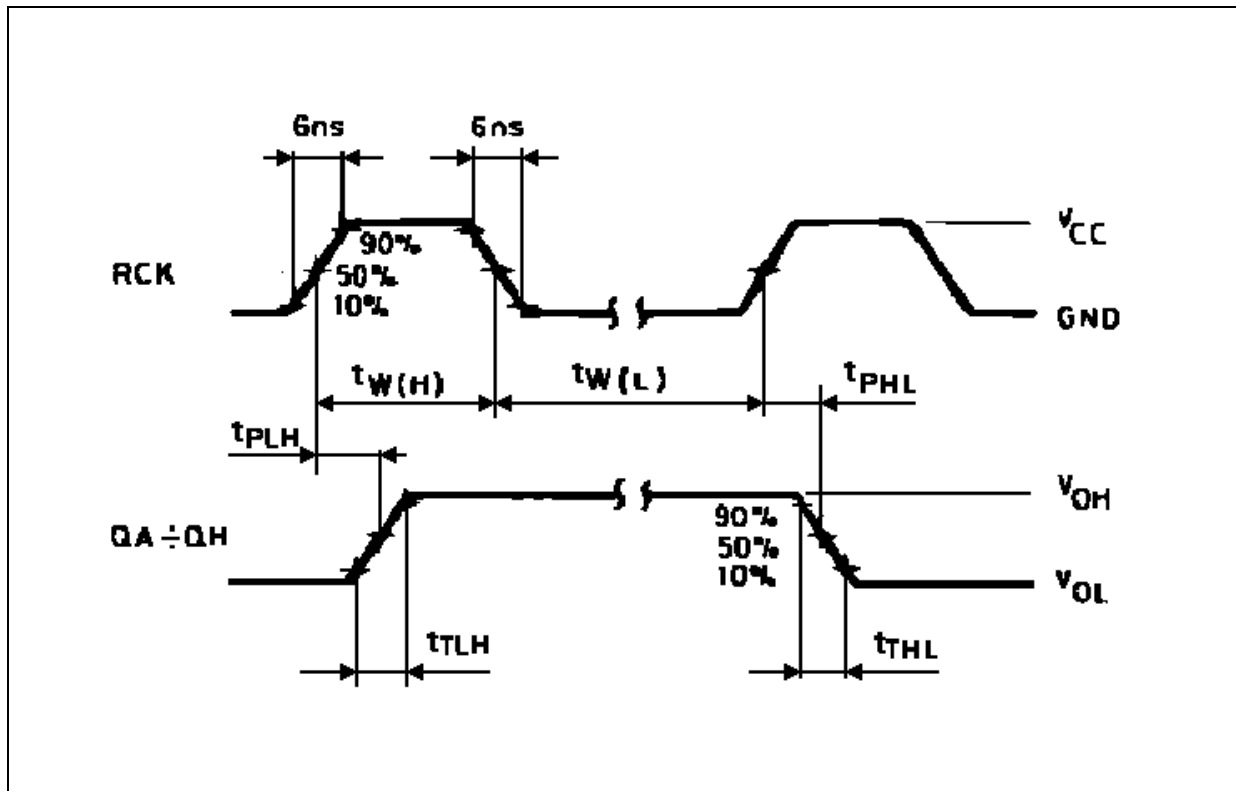 6ns 6ns
90%
50%
10%
RCK
VCC
GND
tW(H) tW(L) tPHL
tPLH
VOH
90%
50%
10%
QA÷QH
VOL
tTLH tTHL